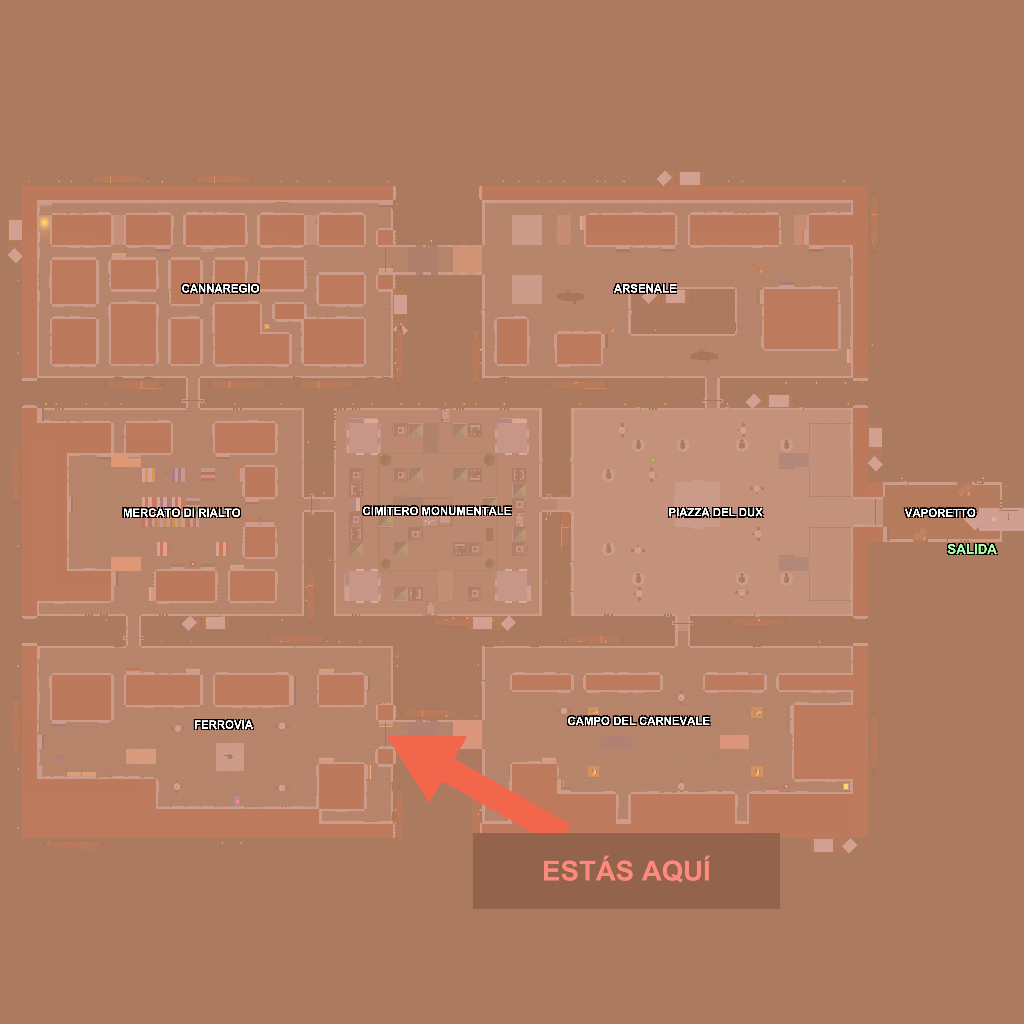 CANNAREGIO
ARSENALE
MERCATO DI RIALTO
CIMITERO MONUMENTALE
PIAZZA DEL DUX
VAPORETTO
SALIDA
FERROVIA
CAMPO DEL CARNEVALE
ESTÁS AQUÍ